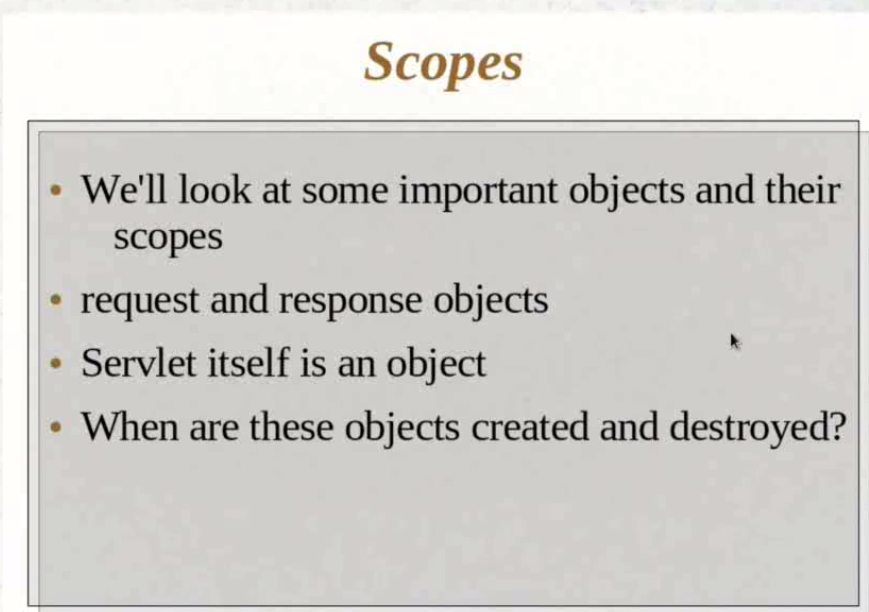 Scopes
• We'll look at some important objects and their
scopes
• request and response objects
• Servlet itself is an object
• When are these objects created and destroyed?